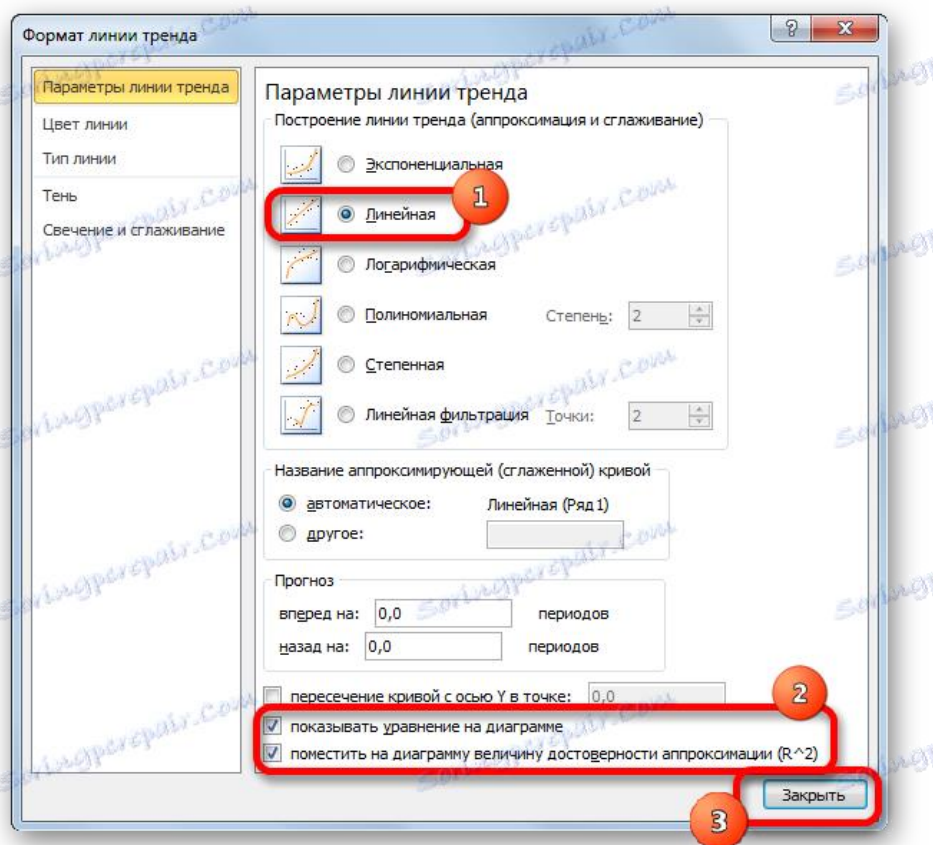 Формат линии тренда
Параметры линии тренда
Цвет линии
Тип линии
Тень
Свечение и сглаживание
Параметры линии тренда
Построение линии тренда (аппроксимация и сглаживание)
Экспоненциальная
1
Линейная
Логарифмическая
Полиномиальная Степень: 2
Степенная
Линейная фильтрация Точки: 2
Название аппроксимирующей (сглаженной) кривой
автоматическое: Линейная (Ряд1)
другое:
Прогноз
вперед на: 0,0 периодов
назад на: 0,0 периодов
пересечение кривой с осью Y в точке: 0,0
2
показывать уравнение на диаграмме
поместить на диаграмму величину достоверности аппроксимации (R^2)
Закрыть
3